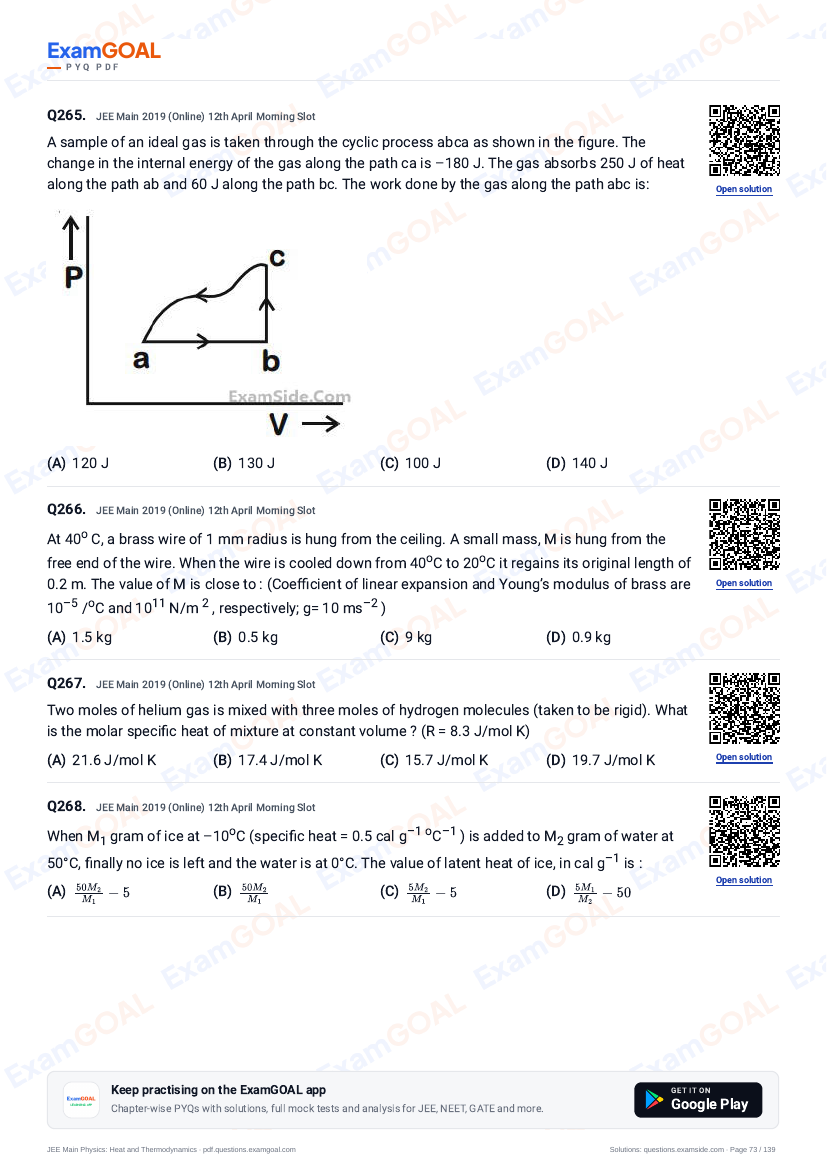 ExamGOAL
PYQ PDF
Q265. JEE Main 2019 (Online) 12th April Morning Slot
A sample of an ideal gas is taken through the cyclic process abca as shown in the figure. The
change in the internal energy of the gas along the path ca is −180 J. The gas absorbs 250 J of heat
along the path ab and 60 J along the path bc. The work done by the gas along the path abc is:
Open solution
P
c
a
b
ExamSide.Com
V
(A) 120 J (B) 130 J (C) 100 J (D) 140 J
Q266. JEE Main 2019 (Online) 12th April Morning Slot
At 40º C, a brass wire of 1 mm radius is hung from the ceiling. A small mass, M is hung from the
free end of the wire. When the wire is cooled down from 40ºC to 20ºC it regains its original length of
0.2 m. The value of M is close to : (Coefficient of linear expansion and Young's modulus of brass are
10⁻⁵ /ºC and 10¹¹ N/m ² , respectively; g= 10 ms⁻² )
Open solution
(A) 1.5 kg (B) 0.5 kg (C) 9 kg (D) 0.9 kg
Q267. JEE Main 2019 (Online) 12th April Morning Slot
Two moles of helium gas is mixed with three moles of hydrogen molecules (taken to be rigid). What
is the molar specific heat of mixture at constant volume ? (R = 8.3 J/mol K)
Open solution
(A) 21.6 J/mol K (B) 17.4 J/mol K (C) 15.7 J/mol K (D) 19.7 J/mol K
Q268. JEE Main 2019 (Online) 12th April Morning Slot
When M₁ gram of ice at −10ºC (specific heat = 0.5 cal g⁻¹ ºC⁻¹ ) is added to M₂ gram of water at
50°C, finally no ice is left and the water is at 0°C. The value of latent heat of ice, in cal g⁻¹ is :
Open solution
(A) 50M₂/M₁ − 5 (B) 50M₂/M₁ (C) 5M₂/M₁ − 5 (D) 5M₁/M₂ − 50
ExamGOAL
Keep practising on the ExamGOAL app
Chapter-wise PYQs with solutions, full mock tests and analysis for JEE, NEET, GATE and more.
GET IT ON
Google Play
JEE Main Physics: Heat and Thermodynamics · pdf.questions.examgoal.com
Solutions: questions.examside.com · Page 73 / 139